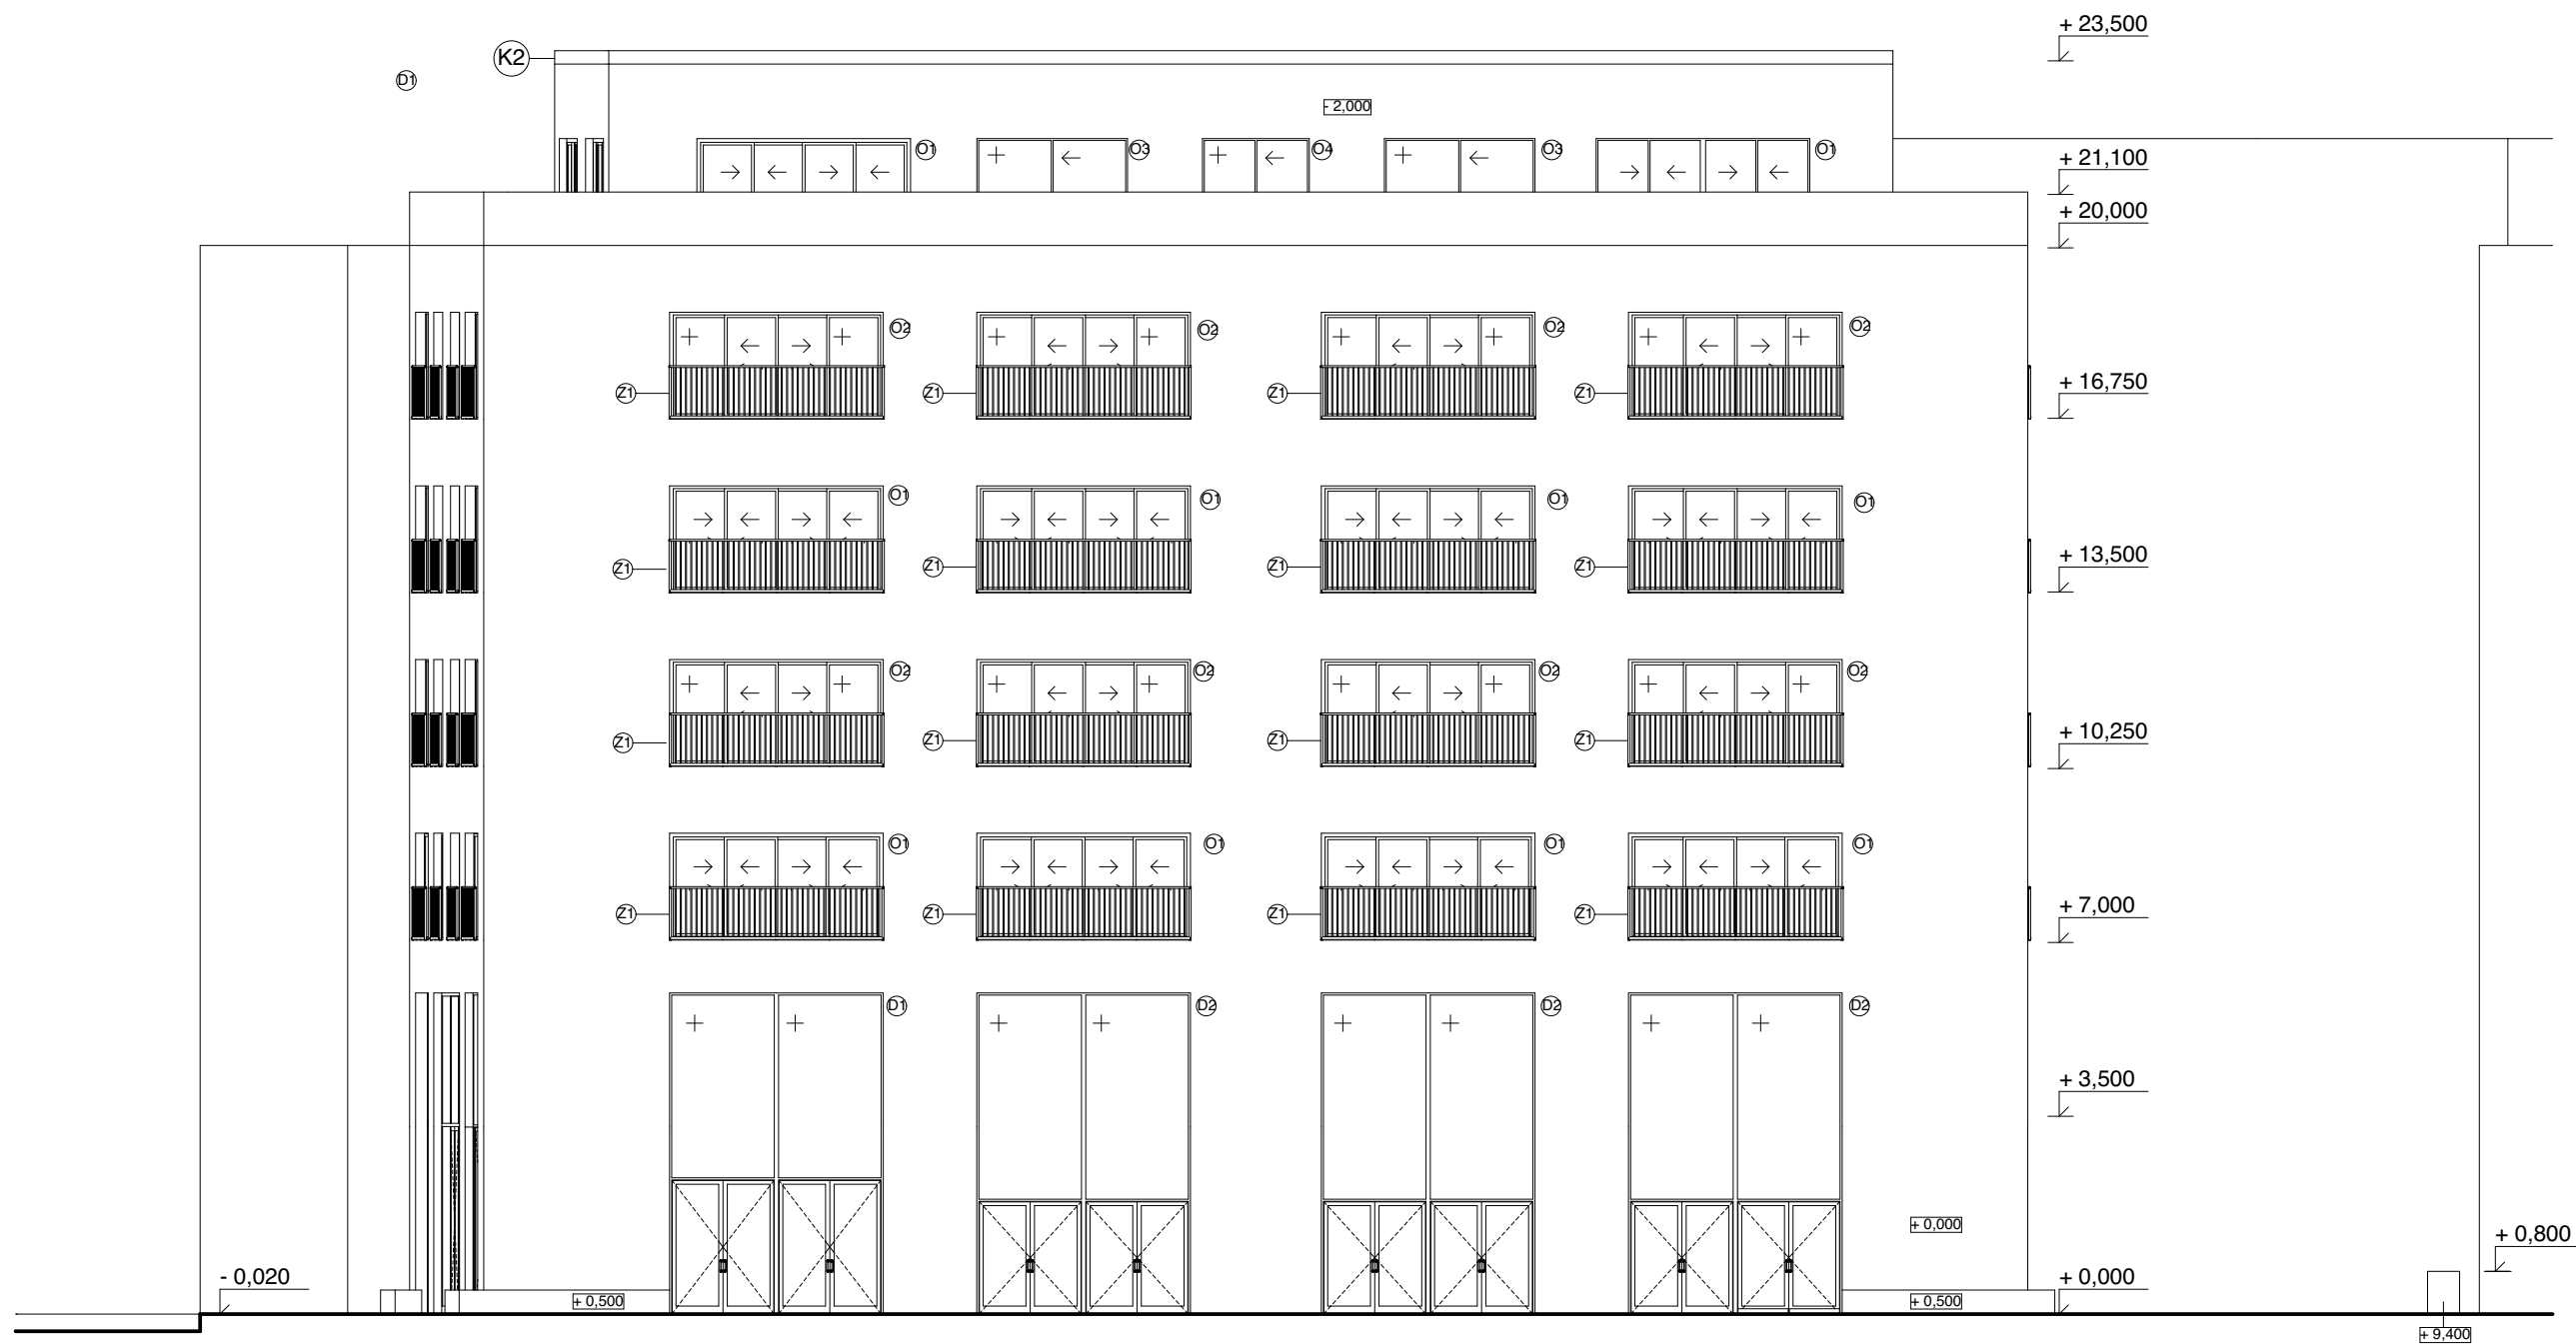 + 23,500
K2
D1
- 2,000
O1 O3 O4 O3 O1
+ 21,100
+ 20,000
O2 O2 O2 O2
Z1 Z1 Z1 Z1
+ 16,750
O1 O1 O1 O1
Z1 Z1 Z1 Z1
+ 13,500
O2 O2 O2 O2
Z1 Z1 Z1 Z1
+ 10,250
O1 O1 O1 O1
Z1 Z1 Z1 Z1
+ 7,000
D1 D2 D2 D2
+ 3,500
+ 0,000
+ 0,800
- 0,020
+ 0,000
+ 0,500
+ 0,500
+ 9,400